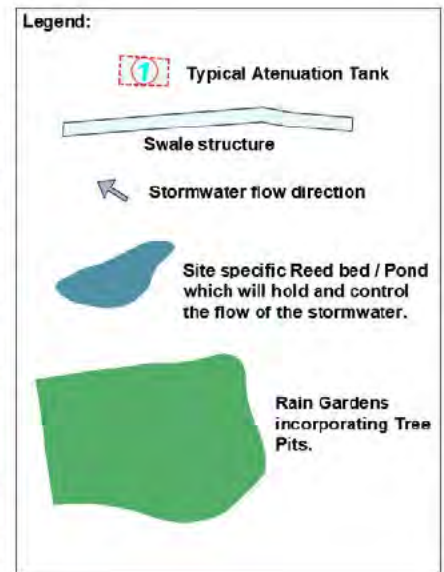 Legend:
1 Typical Atenuation Tank
Swale structure
Stormwater flow direction
Site specific Reed bed / Pond
which will hold and control
the flow of the stormwater.
Rain Gardens
incorporating Tree
Pits.